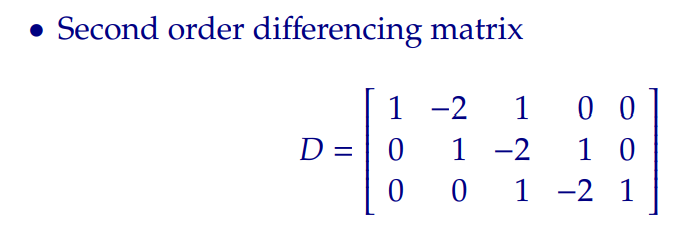 • Second order differencing matrix
1 −2 1 0 0
D = 0 1 −2 1 0
0 0 1 −2 1